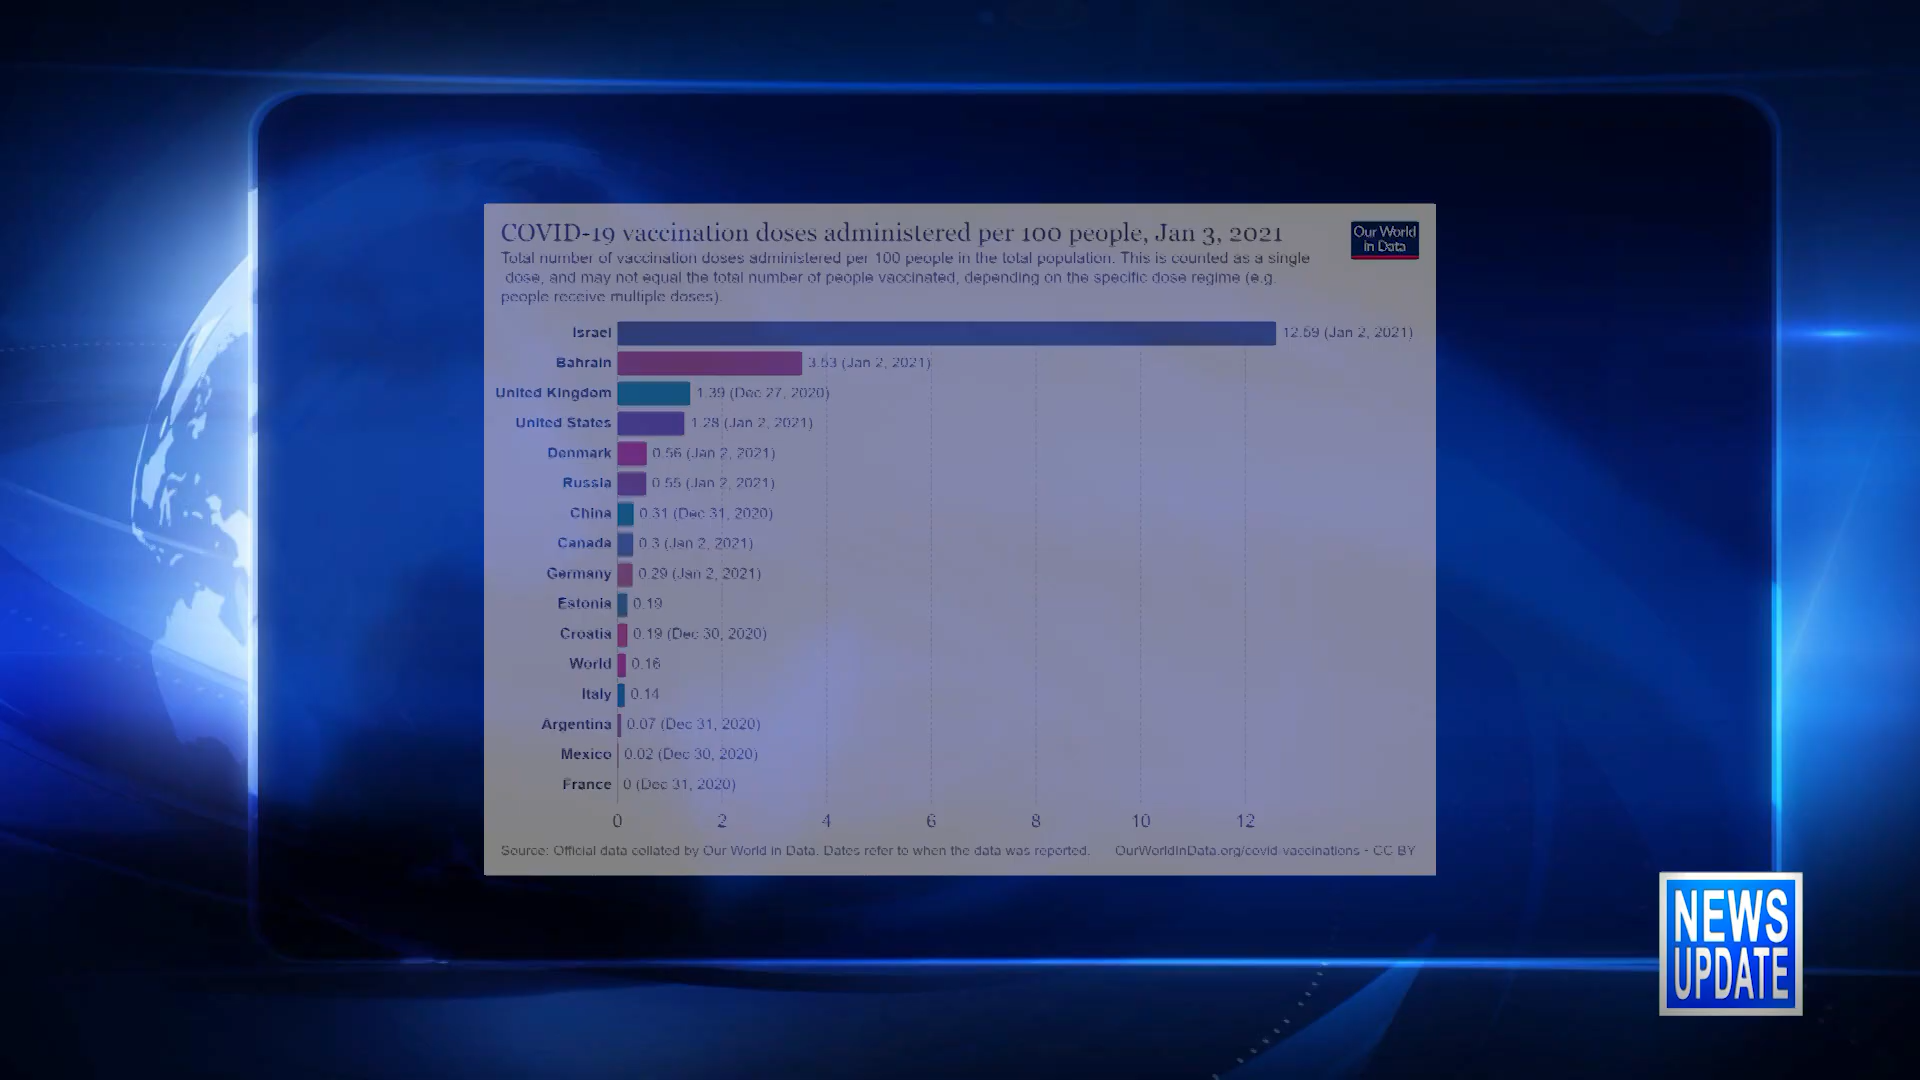 COVID-19 vaccination doses administered per 100 people, Jan 3, 2021
Our World
in Data
Total number of vaccination doses administered per 100 people in the total population. This is counted as a single
dose, and may not equal the total number of people vaccinated, depending on the specific dose regime (e.g.
people receive multiple doses).
Israel 12.59 (Jan 2, 2021)
Bahrain 3.53 (Jan 2, 2021)
United Kingdom 1.39 (Dec 27, 2020)
United States 1.28 (Jan 2, 2021)
Denmark 0.56 (Jan 2, 2021)
Russia 0.55 (Jan 2, 2021)
China 0.31 (Dec 31, 2020)
Canada 0.3 (Jan 2, 2021)
Germany 0.29 (Jan 2, 2021)
Estonia 0.19
Croatia 0.19 (Dec 30, 2020)
World 0.16
Italy 0.14
Argentina 0.07 (Dec 31, 2020)
Mexico 0.02 (Dec 30, 2020)
France 0 (Dec 31, 2020)
0 2 4 6 8 10 12
Source: Official data collated by Our World in Data. Dates refer to when the data was reported. OurWorldInData.org/covid-vaccinations • CC BY
NEWS
UPDATE